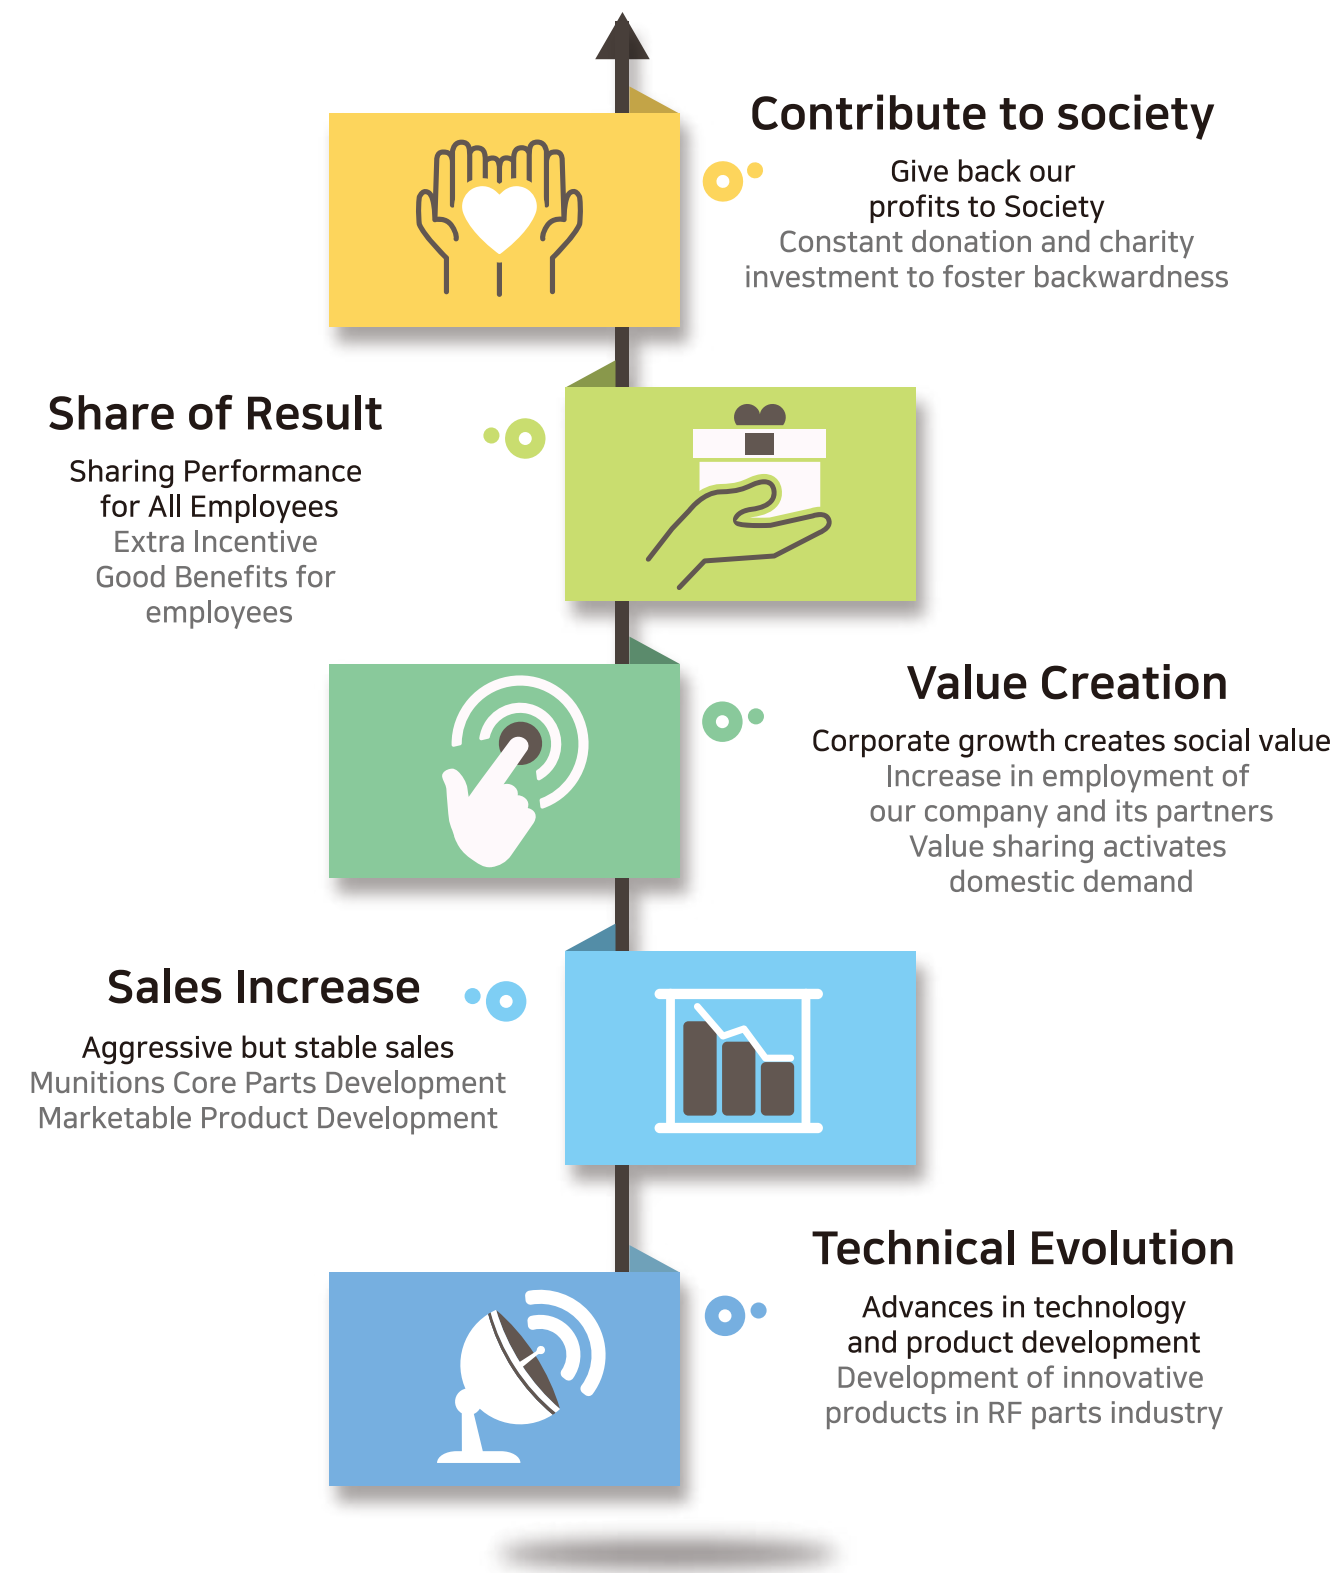 Contribute to society
Give back our
profits to Society
Constant donation and charity
investment to foster backwardness
Share of Result
Sharing Performance
for All Employees
Extra Incentive
Good Benefits for
employees
Value Creation
Corporate growth creates social value
Increase in employment of
our company and its partners
Value sharing activates
domestic demand
Sales Increase
Aggressive but stable sales
Munitions Core Parts Development
Marketable Product Development
Technical Evolution
Advances in technology
and product development
Development of innovative
products in RF parts industry